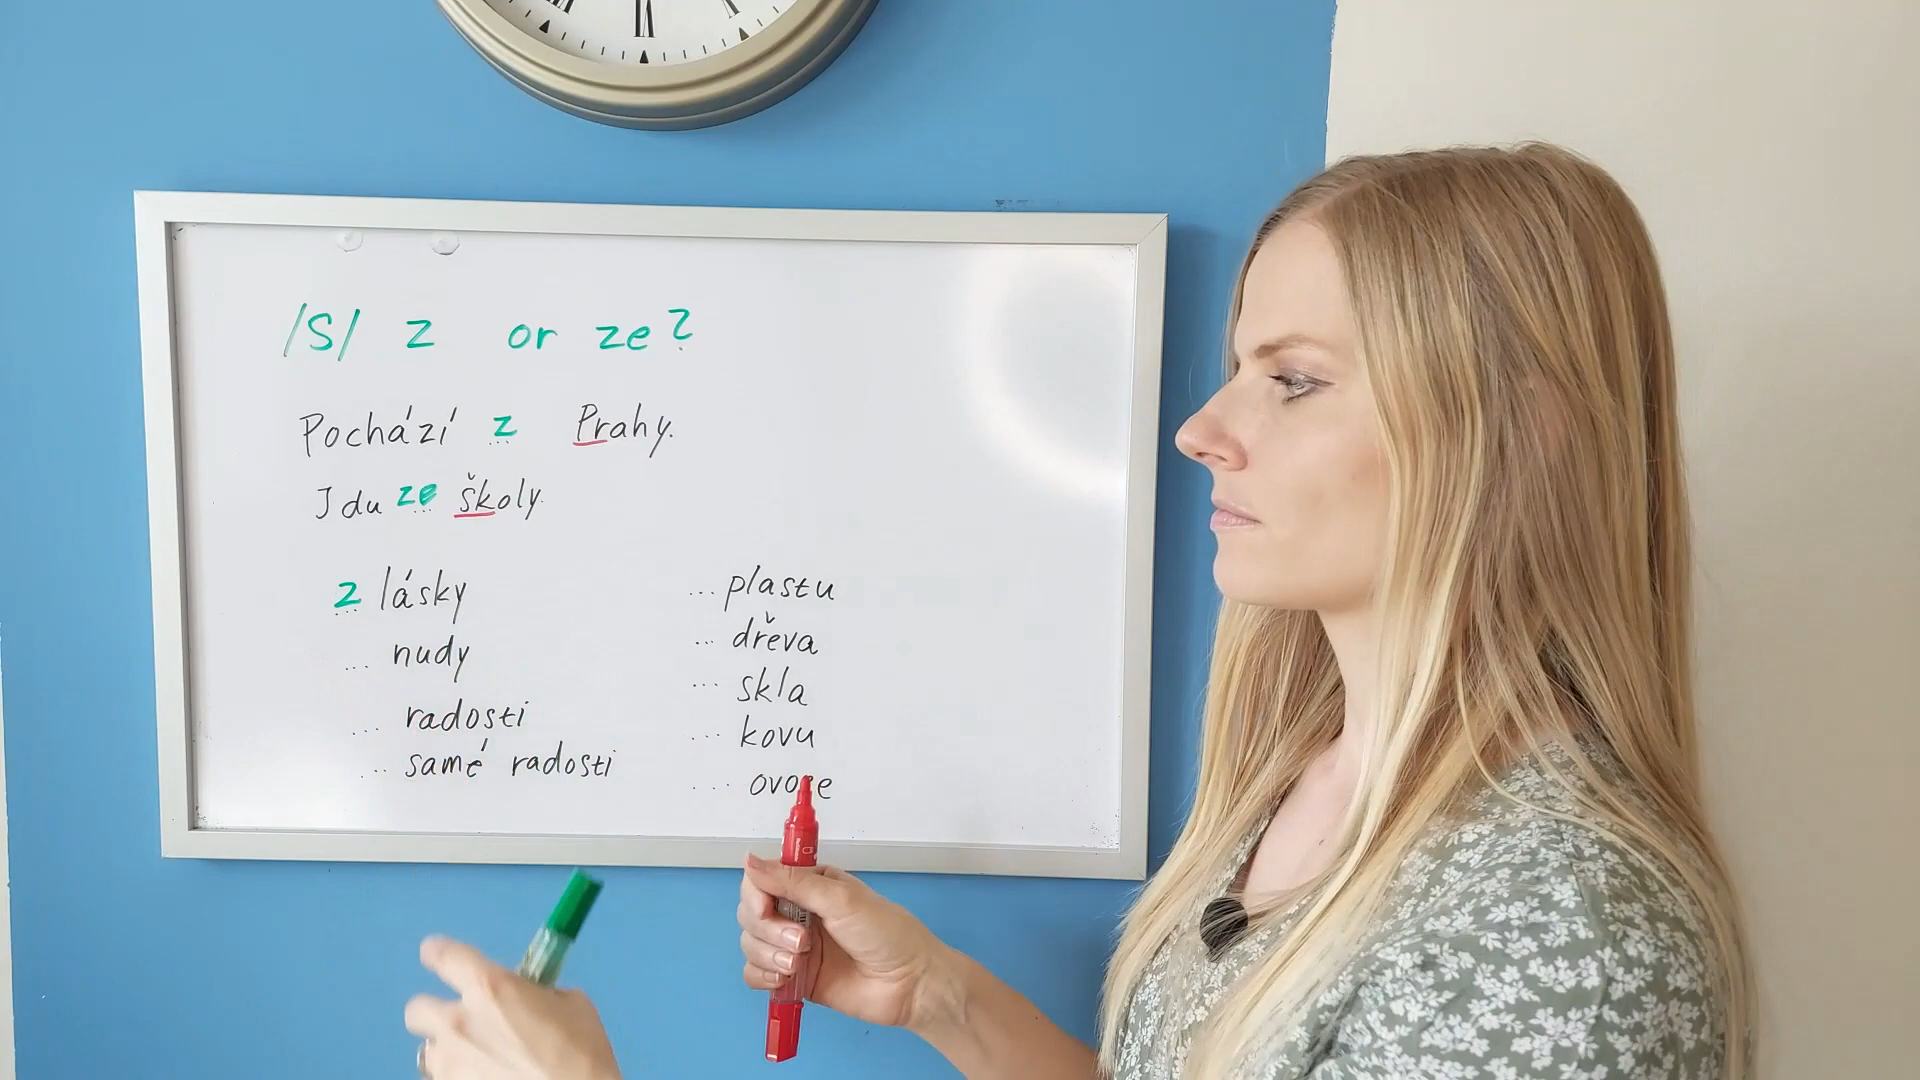 /S/ z or ze?
Pochází z Prahy.
Jdu ze školy.
z lásky
... nudy
... radosti
... samé radosti
... plastu
... dřeva
... skla
... kovu
...